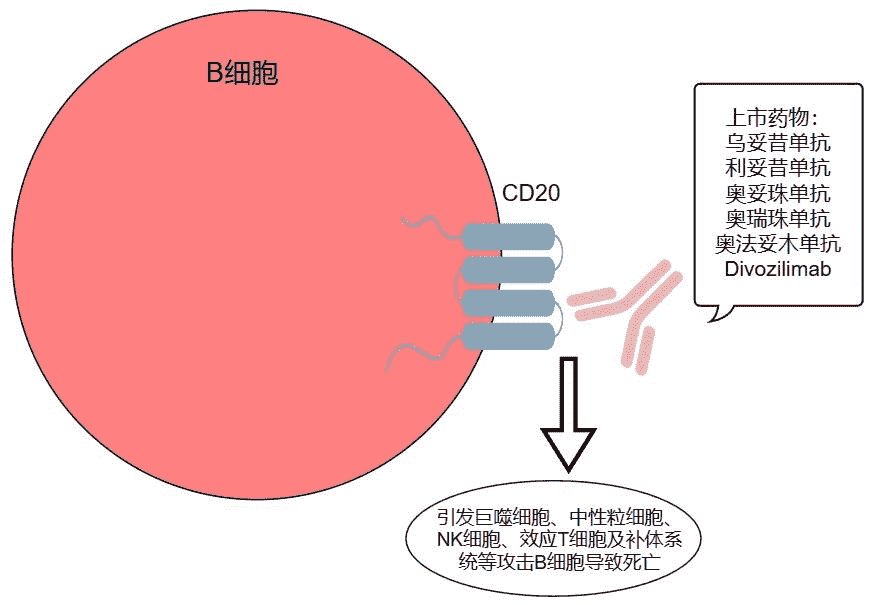 B细胞
CD20
上市药物：
乌妥昔单抗
利妥昔单抗
奥妥珠单抗
奥瑞珠单抗
奥法妥木单抗
Divozilimab
引发巨噬细胞、中性粒细胞、
NK细胞、效应T细胞及补体系
统等攻击B细胞导致死亡